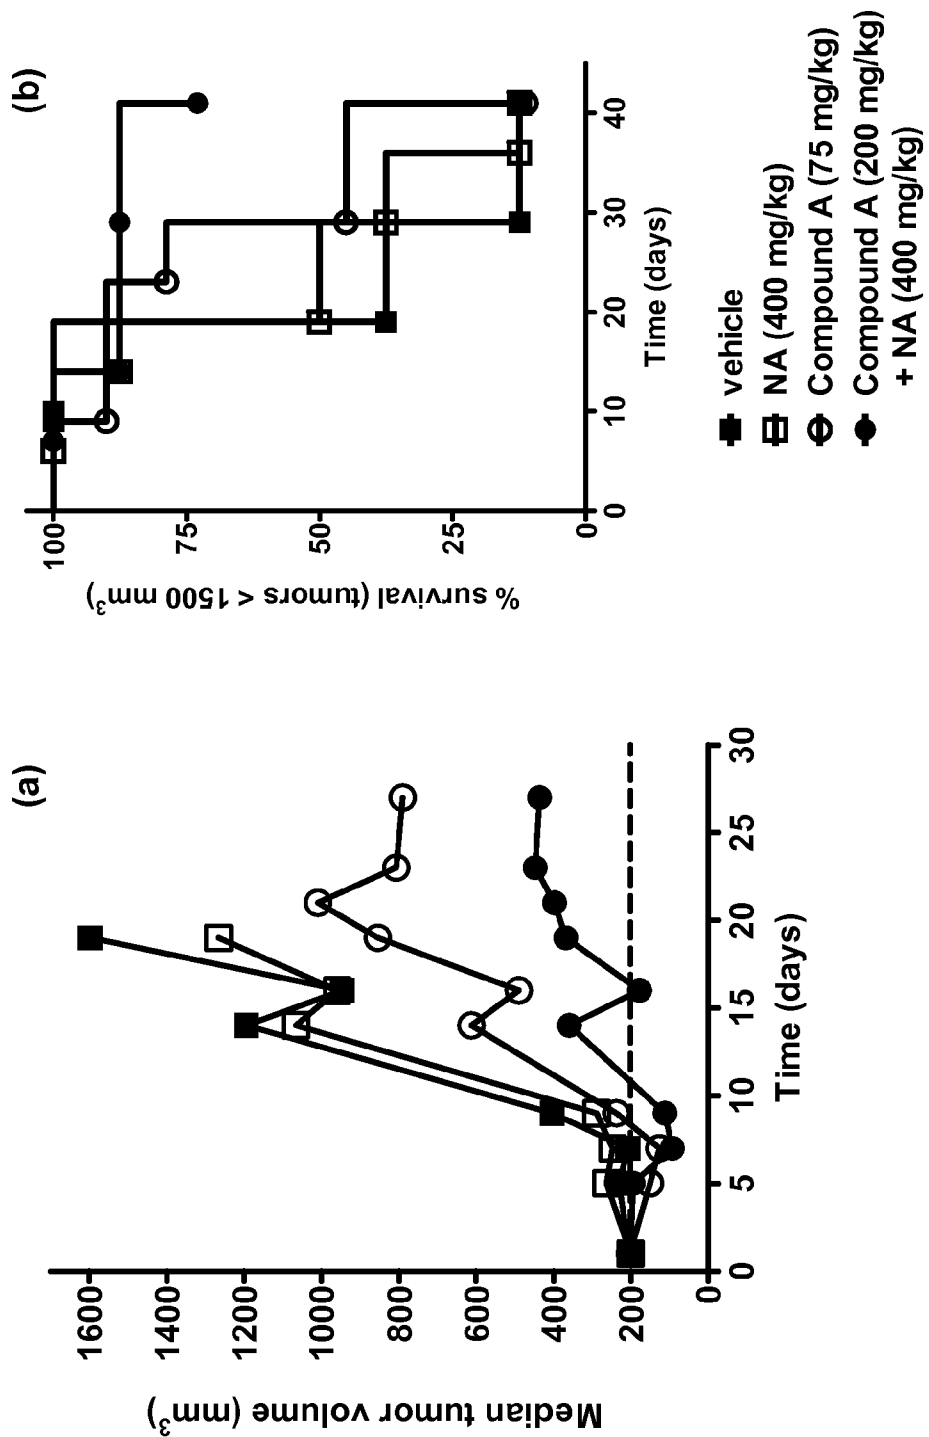 (a)
Median tumor volume (mm³)
1600
1400
1200
1000
800
600
400
200
0
0
5
10
15
20
25
30
Time (days)
(b)
% survival (tumors < 1500 mm³)
100
75
50
25
0
0
10
20
30
40
Time (days)
vehicle
NA (400 mg/kg)
Compound A (75 mg/kg)
Compound A (200 mg/kg)
+ NA (400 mg/kg)